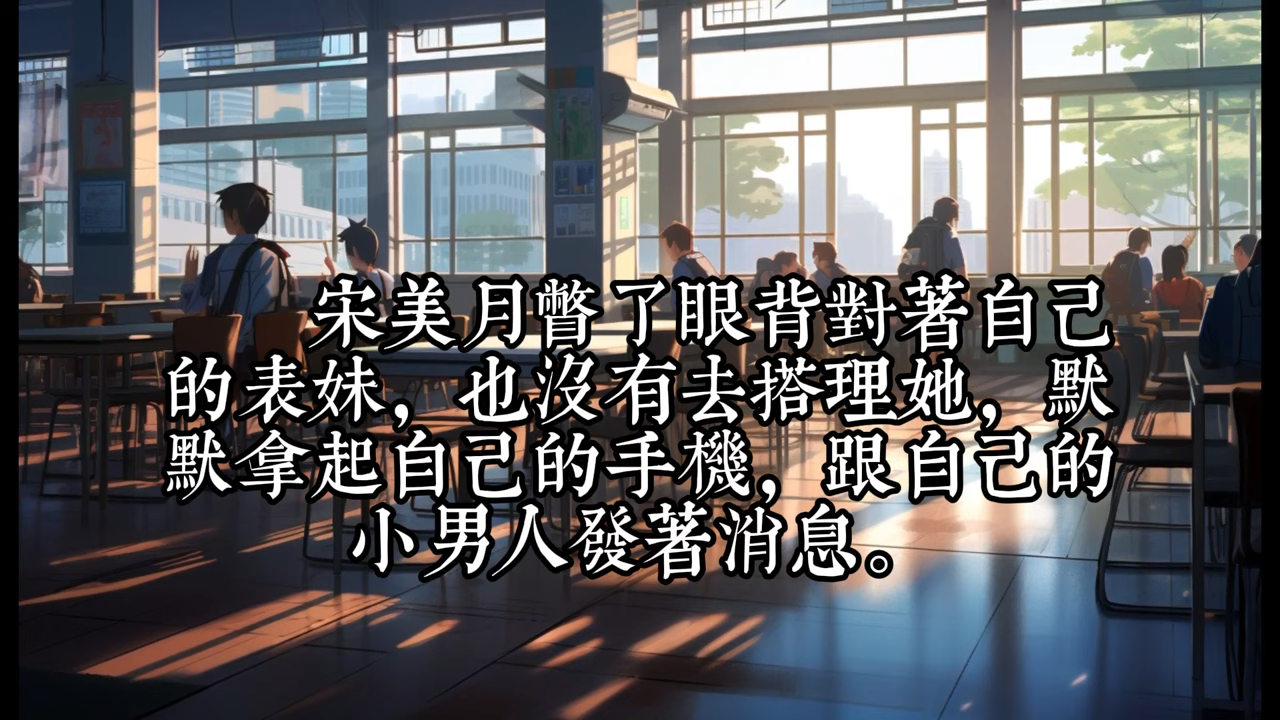 宋美月瞥了眼背對著自己
的表妹，也沒有去搭理她，默
默拿起自己的手機，跟自己的
小男人發著消息。